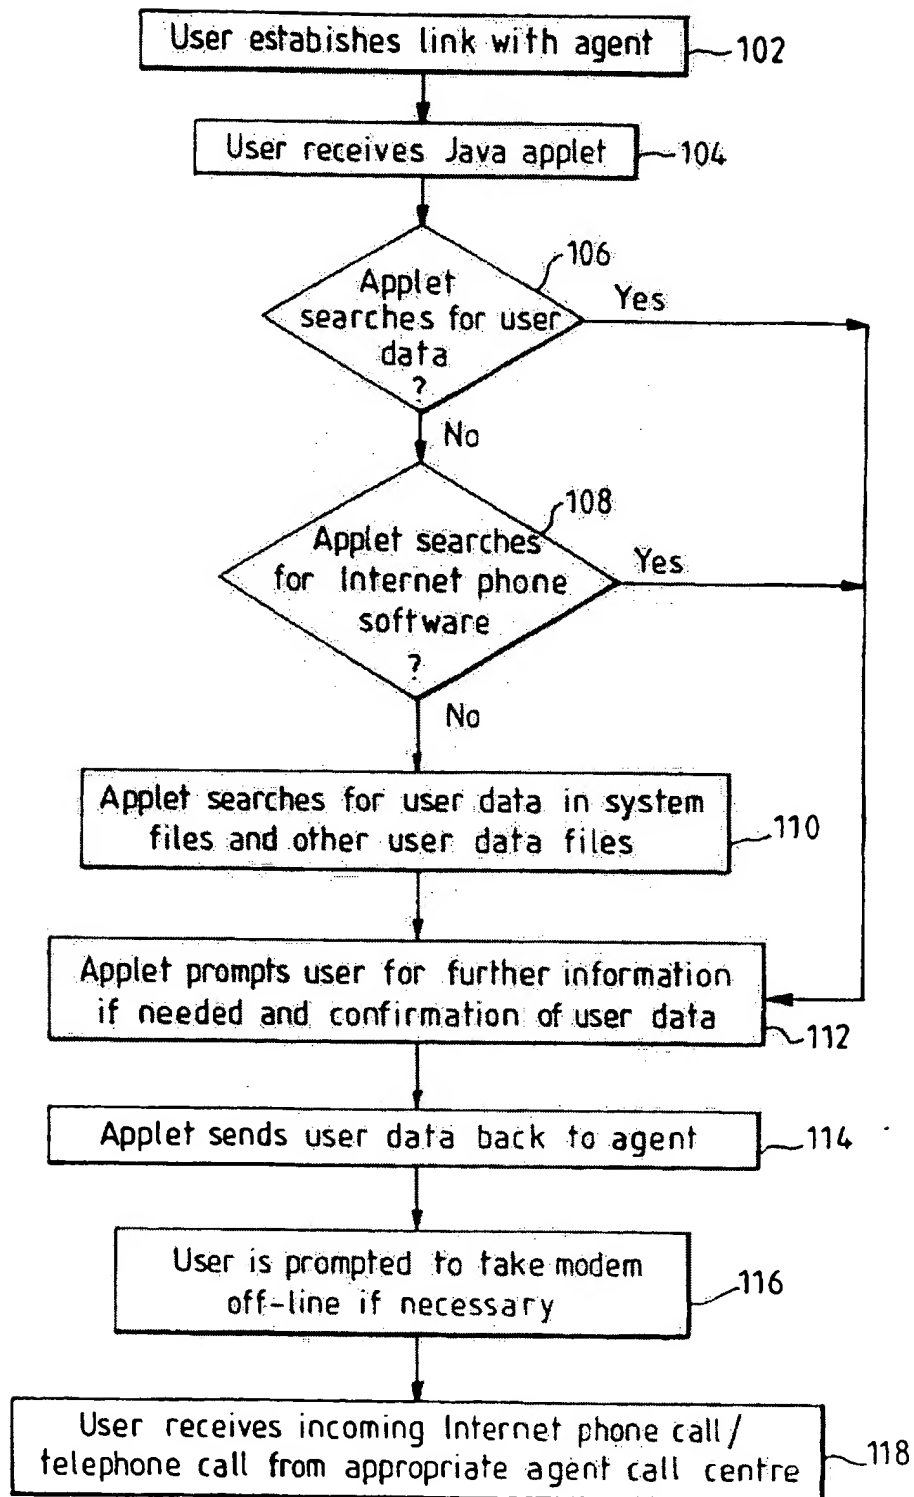 User estabishes link with agent
102
User receives Java applet
104
106
Applet
searches for user
data
?
Yes
No
108
Applet searches
for Internet phone
software
?
Yes
No
Applet searches for user data in system
files and other user data files
110
Applet prompts user for further information
if needed and confirmation of user data
112
Applet sends user data back to agent
114
User is prompted to take modem
off-line if necessary
116
User receives incoming Internet phone call/
telephone call from appropriate agent call centre
118